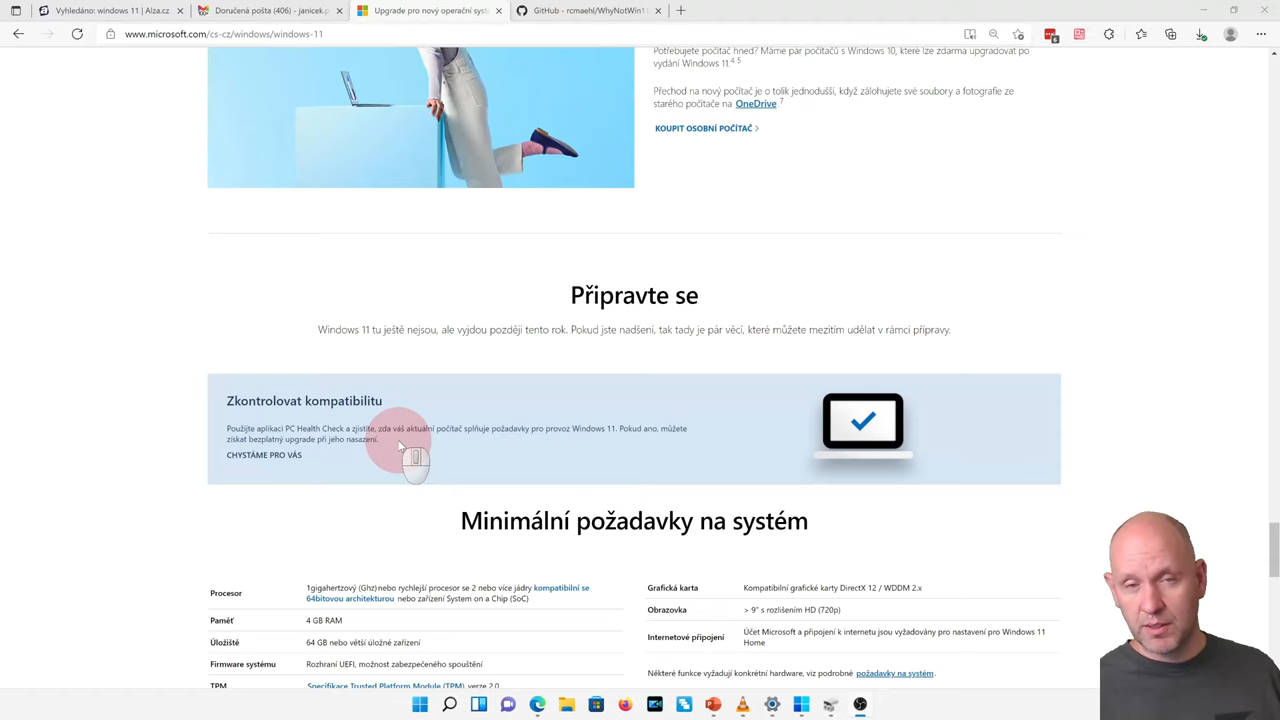 Vyhledáno: windows 11 | Alza.cz
Doručená pošta (406) - janicek.p
Upgrade pro nový operační syst
GitHub - rcmaehl/WhyNotWin11
www.microsoft.com/cs-cz/windows/windows-11
6
Potřebujete počítač hned? Máme pár počítačů s Windows 10, které lze zdarma upgradovat po
vydání Windows 11.4 5
Přechod na nový počítač je o tolik jednodušší, když zálohujete své soubory a fotografie ze
starého počítače na OneDrive.7
KOUPIT OSOBNÍ POČÍTAČ
Připravte se
Windows 11 tu ještě nejsou, ale vyjdou později tento rok. Pokud jste nadšení, tak tady je pár věcí, které můžete mezitím udělat v rámci přípravy.
Zkontrolovat kompatibilitu
Použijte aplikaci PC Health Check a zjistíte, zda váš aktuální počítač splňuje požadavky pro provoz Windows 11. Pokud ano, můžete
získat bezplatný upgrade při jeho nasazení.
CHYSTÁME PRO VÁS
Minimální požadavky na systém
Procesor
1gigahertzový (Ghz) nebo rychlejší procesor se 2 nebo více jádry kompatibilní se
64bitovou architekturou nebo zařízení System on a Chip (SoC)
Paměť
4 GB RAM
Úložiště
64 GB nebo větší úložné zařízení
Firmware systému
Rozhraní UEFI, možnost zabezpečeného spouštění
TPM
Specifikace Trusted Platform Module (TPM), verze 2.0
Grafická karta
Kompatibilní grafické karty DirectX 12 / WDDM 2.x
Obrazovka
> 9" s rozlišením HD (720p)
Internetové připojení
Účet Microsoft a připojení k internetu jsou vyžadovány pro nastavení pro Windows 11
Home
Některé funkce vyžadují konkrétní hardware, viz podrobné požadavky na systém.